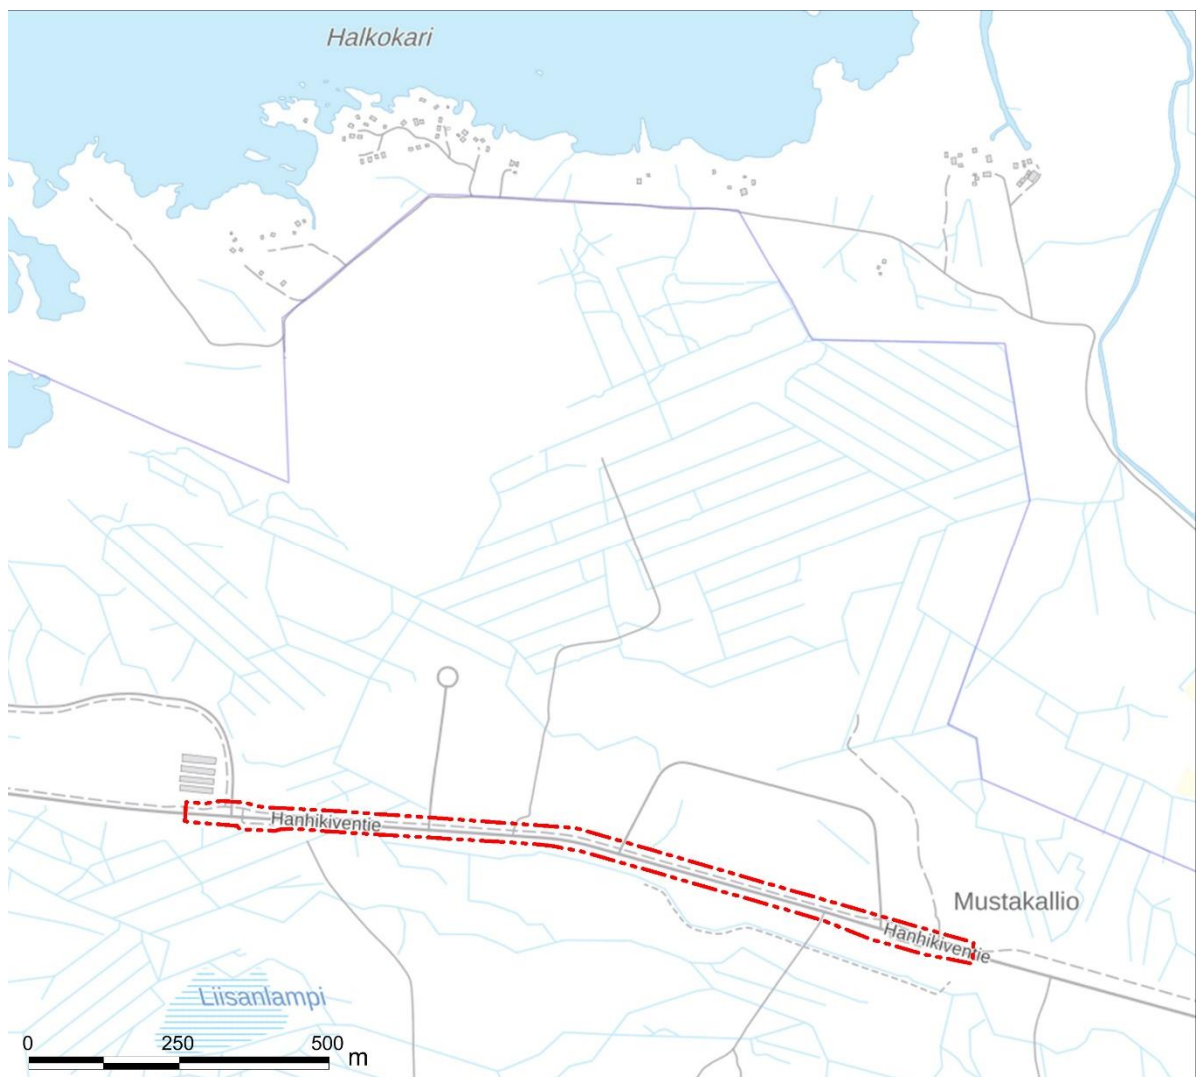 Halkokari
Hanhikiventie
Mustakallio
Hanhikiventie
Liisanlampi
0 250 500 m